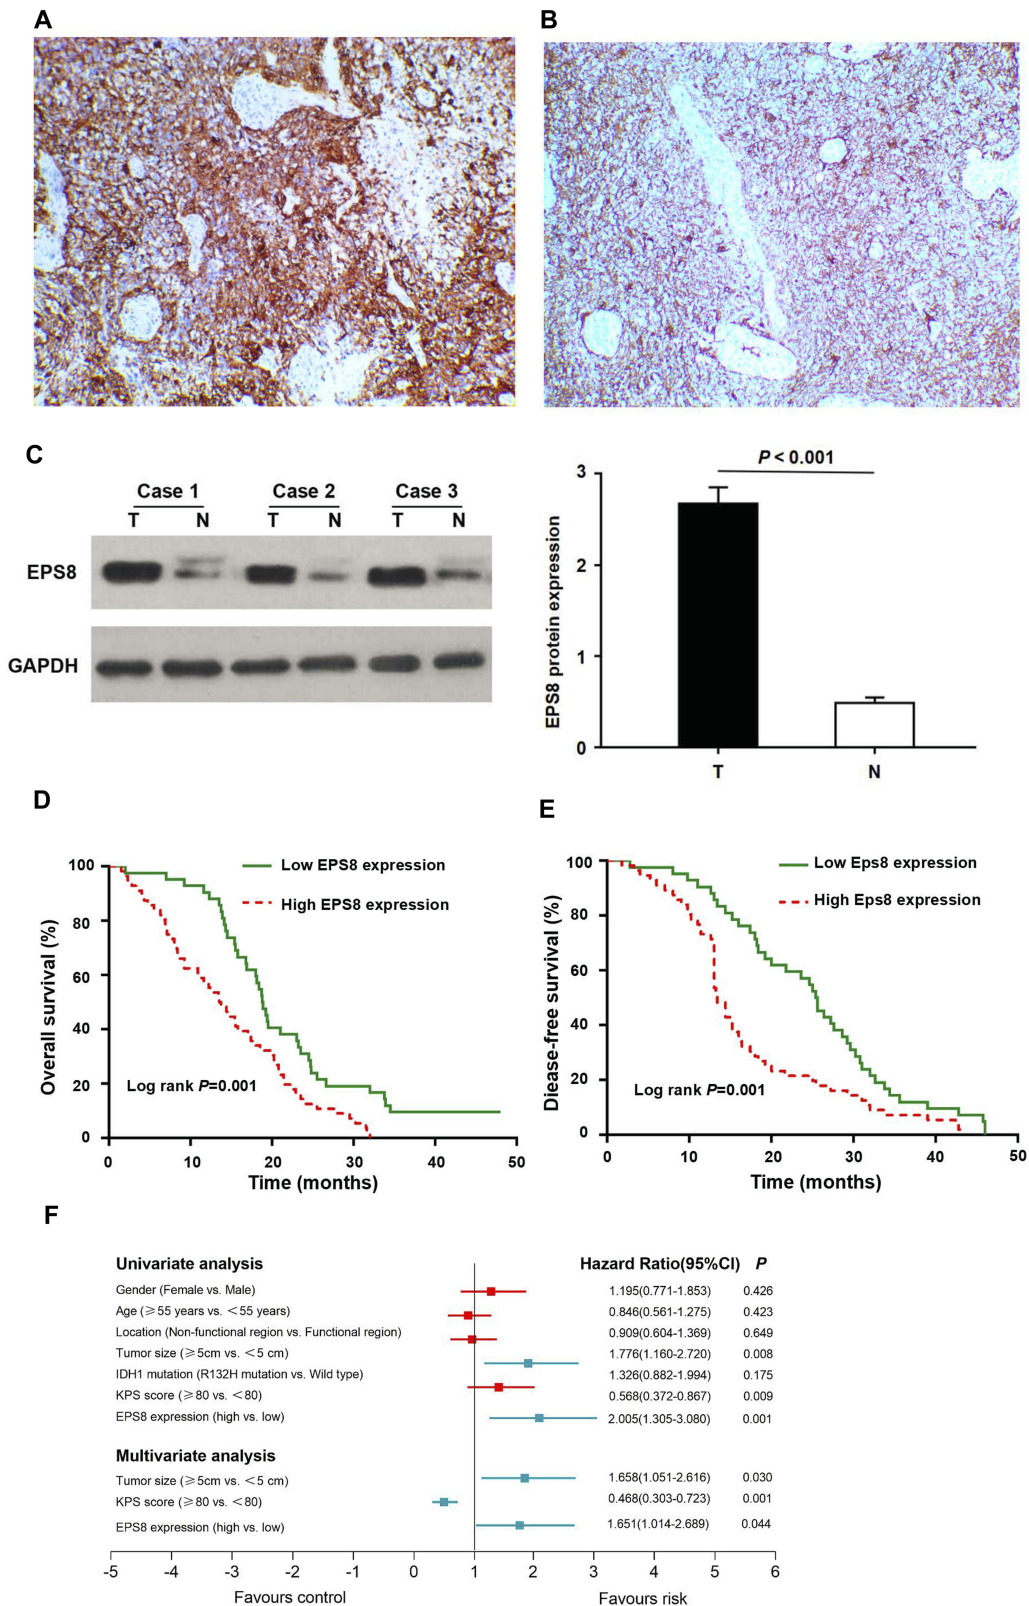 A
B
C
Case 1 Case 2 Case 3
T N T N T N
EPS8
GAPDH
P < 0.001
EPS8 protein expression
3
2
1
0
T N
D
Low EPS8 expression
High EPS8 expression
Overall survival (%)
100
80
60
40
20
0
Log rank P=0.001
0 10 20 30 40 50
Time (months)
E
Low Eps8 expression
High Eps8 expression
Diease-free survival (%)
100
80
60
40
20
0
Log rank P=0.001
0 10 20 30 40 50
Time (months)
F
Univariate analysis Hazard Ratio(95%CI) P
Gender (Female vs. Male) 1.195(0.771-1.853) 0.426
Age (≥55 years vs. <55 years) 0.846(0.561-1.275) 0.423
Location (Non-functional region vs. Functional region) 0.909(0.604-1.369) 0.649
Tumor size (≥5cm vs. <5 cm) 1.776(1.160-2.720) 0.008
IDH1 mutation (R132H mutation vs. Wild type) 1.326(0.882-1.994) 0.175
KPS score (≥80 vs. <80) 0.568(0.372-0.867) 0.009
EPS8 expression (high vs. low) 2.005(1.305-3.080) 0.001
Multivariate analysis
Tumor size (≥5cm vs. <5 cm) 1.658(1.051-2.616) 0.030
KPS score (≥80 vs. <80) 0.468(0.303-0.723) 0.001
EPS8 expression (high vs. low) 1.651(1.014-2.689) 0.044
-5 -4 -3 -2 -1 0 1 2 3 4 5 6
Favours control Favours risk